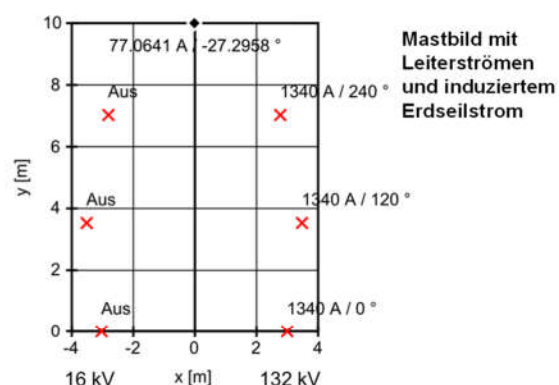 10
77.0641 A / -27.2958 °
Mastbild mit
Leiterströmen
und induziertem
Erdseilstrom
8
Aus
1340 A / 240 °
6
y [m]
Aus
1340 A / 120 °
4
2
Aus
1340 A / 0 °
0
-4
-2
0
2
4
16 kV
x [m]
132 kV